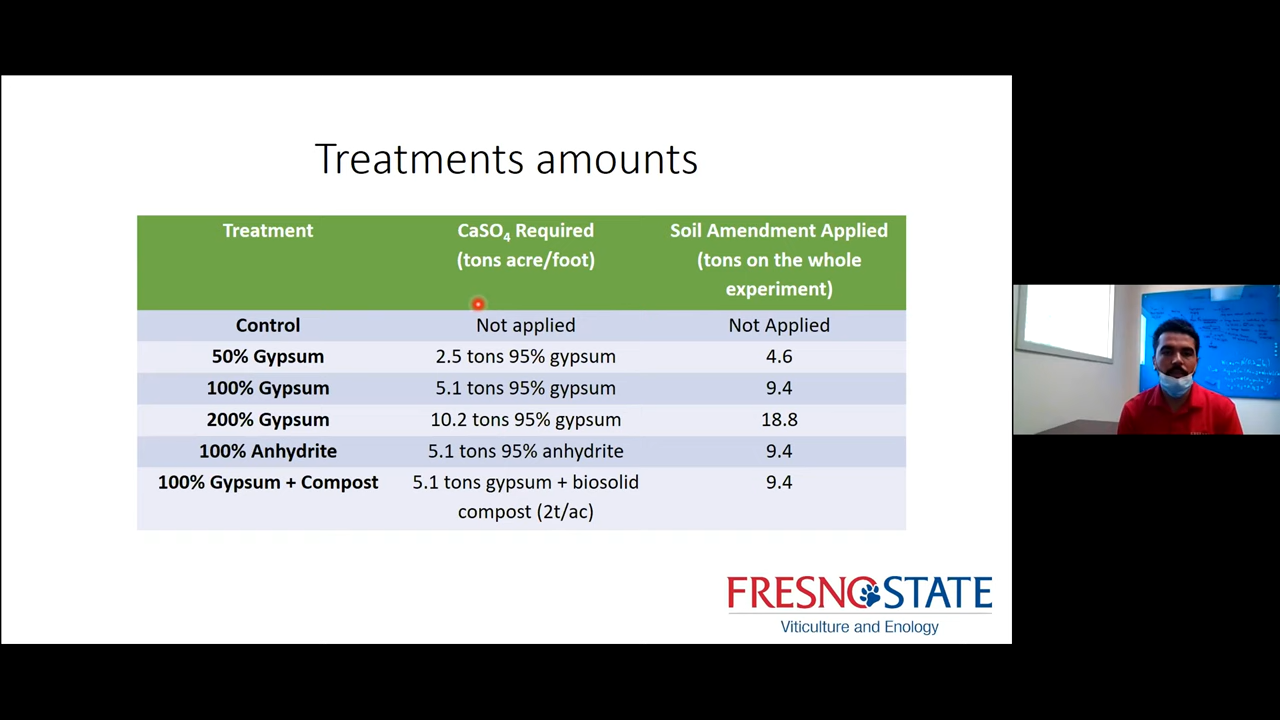 Treatments amounts
Treatment
CaSO4 Required
(tons acre/foot)
Soil Amendment Applied
(tons on the whole
experiment)
Control Not applied Not Applied
50% Gypsum 2.5 tons 95% gypsum 4.6
100% Gypsum 5.1 tons 95% gypsum 9.4
200% Gypsum 10.2 tons 95% gypsum 18.8
100% Anhydrite 5.1 tons 95% anhydrite 9.4
100% Gypsum + Compost 5.1 tons gypsum + biosolid 9.4
compost (2t/ac)
FRESNO STATE
Viticulture and Enology